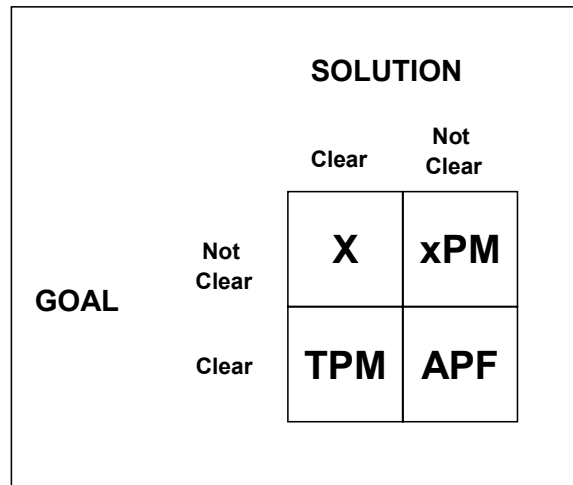 SOLUTION
Clear
Not
Clear
Not
Clear
X
xPM
GOAL
Clear
TPM
APF